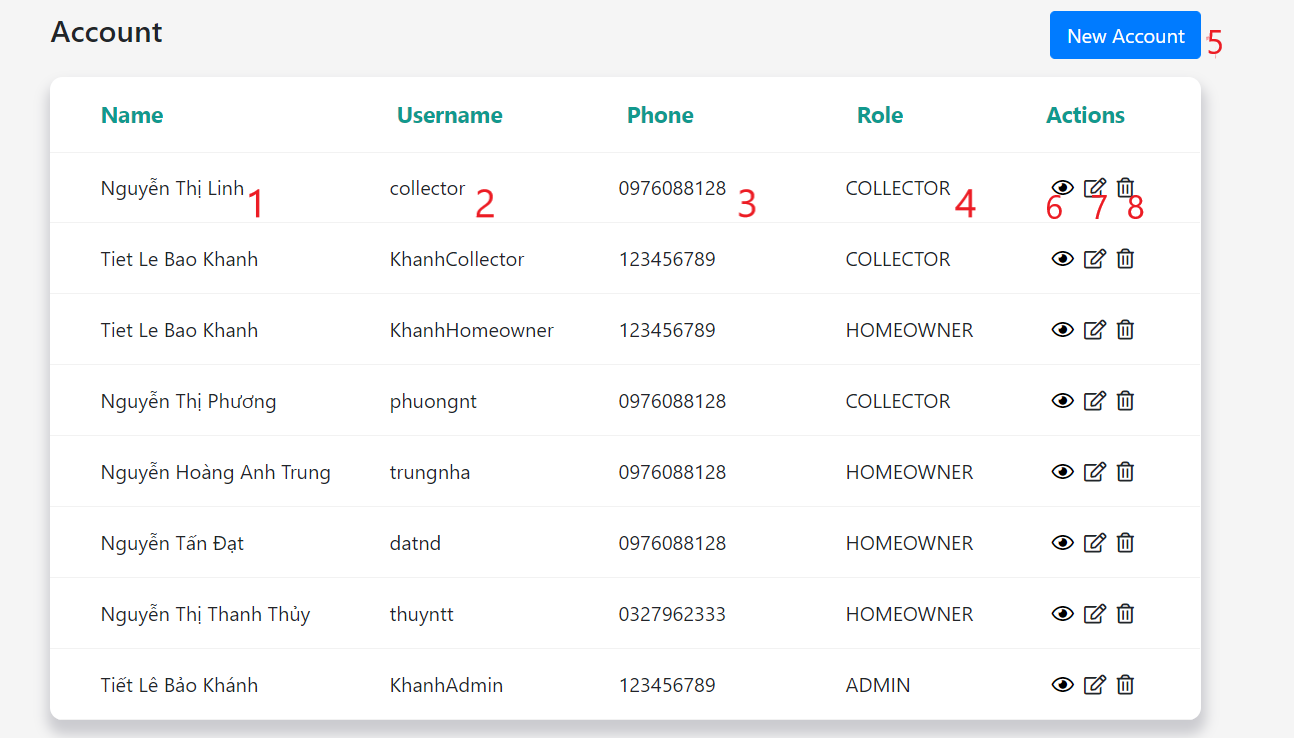 Account
New Account 5
Name Username Phone Role Actions
Nguyễn Thị Linh 1 collector 2 0976088128 3 COLLECTOR 4 6 7 8
Tiet Le Bao Khanh KhanhCollector 123456789 COLLECTOR
Tiet Le Bao Khanh KhanhHomeowner 123456789 HOMEOWNER
Nguyễn Thị Phương phuongnt 0976088128 COLLECTOR
Nguyễn Hoàng Anh Trung trungnha 0976088128 HOMEOWNER
Nguyễn Tấn Đạt datnd 0976088128 HOMEOWNER
Nguyễn Thị Thanh Thủy thuyntt 0327962333 HOMEOWNER
Tiết Lê Bảo Khánh KhanhAdmin 123456789 ADMIN